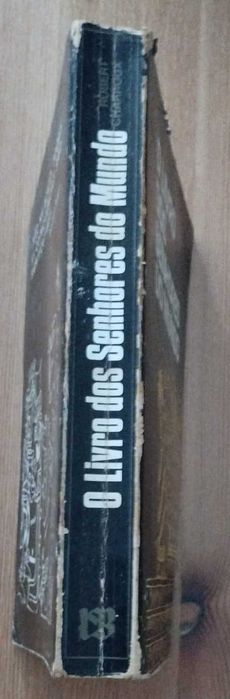 ROBERT
CHARROUX
O Livro dos Senhores do Mundo